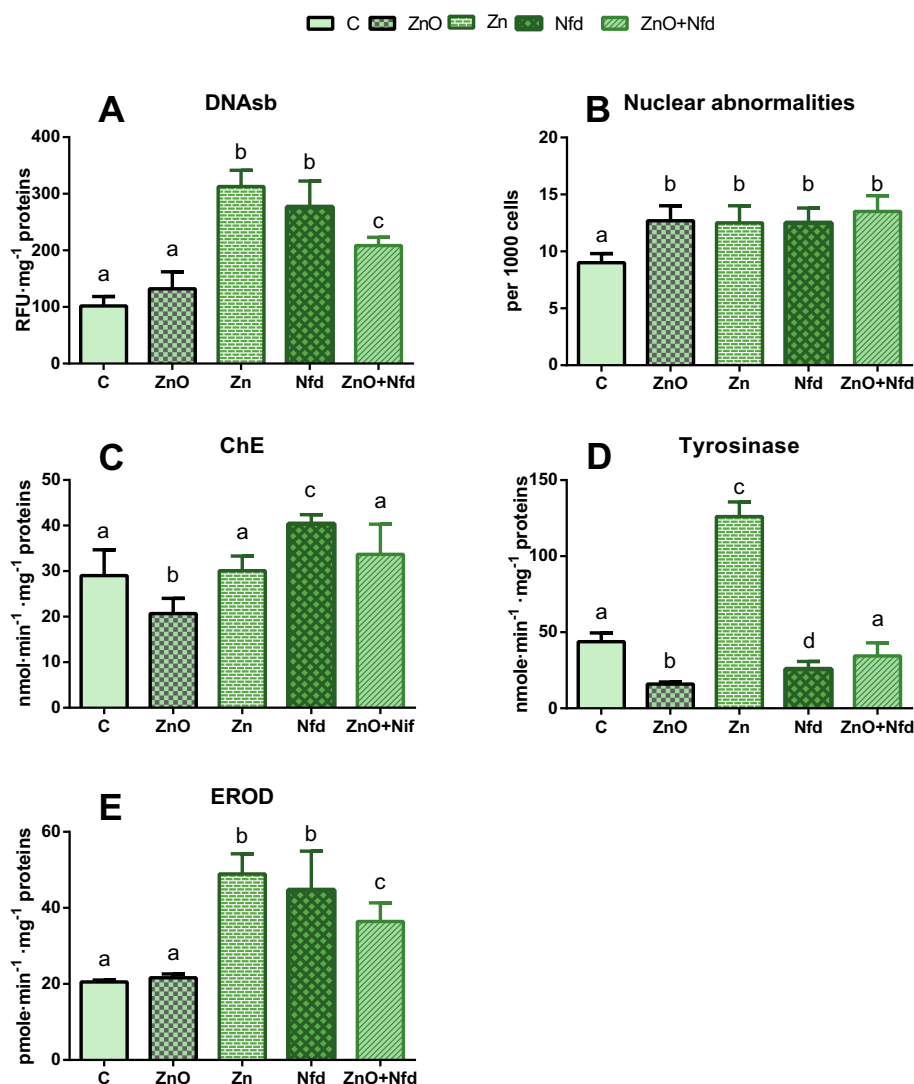 C ZnO Zn Nfd ZnO+Nfd
A DNAsb
400
300
200
100
0
RFU·mg⁻¹ proteins
a a b b c
C ZnO Zn Nfd ZnO+Nfd
B Nuclear abnormalities
20
15
10
5
0
per 1000 cells
a b b b b
C ZnO Zn Nfd ZnO+Nfd
C ChE
50
40
30
20
10
0
nmol·min⁻¹ ·mg⁻¹ proteins
a b a c a
C ZnO Zn Nfd ZnO+Nif
D Tyrosinase
150
100
50
0
nmole·min⁻¹ ·mg⁻¹ proteins
a b c d a
C ZnO Zn Nfd ZnO+Nfd
E EROD
60
40
20
0
pmole·min⁻¹ ·mg⁻¹ proteins
a a b b c
C ZnO Zn Nfd ZnO+Nfd